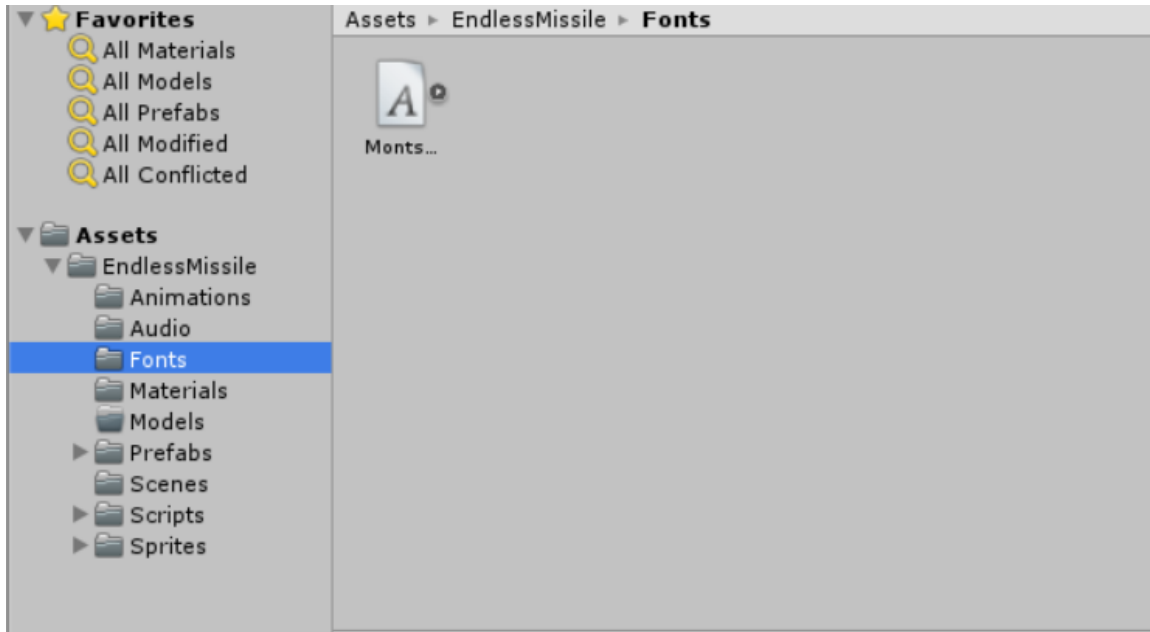 Favorites
All Materials
All Models
All Prefabs
All Modified
All Conflicted
Assets
EndlessMissile
Animations
Audio
Fonts
Materials
Models
Prefabs
Scenes
Scripts
Sprites
Assets ▸ EndlessMissile ▸ Fonts
Monts...